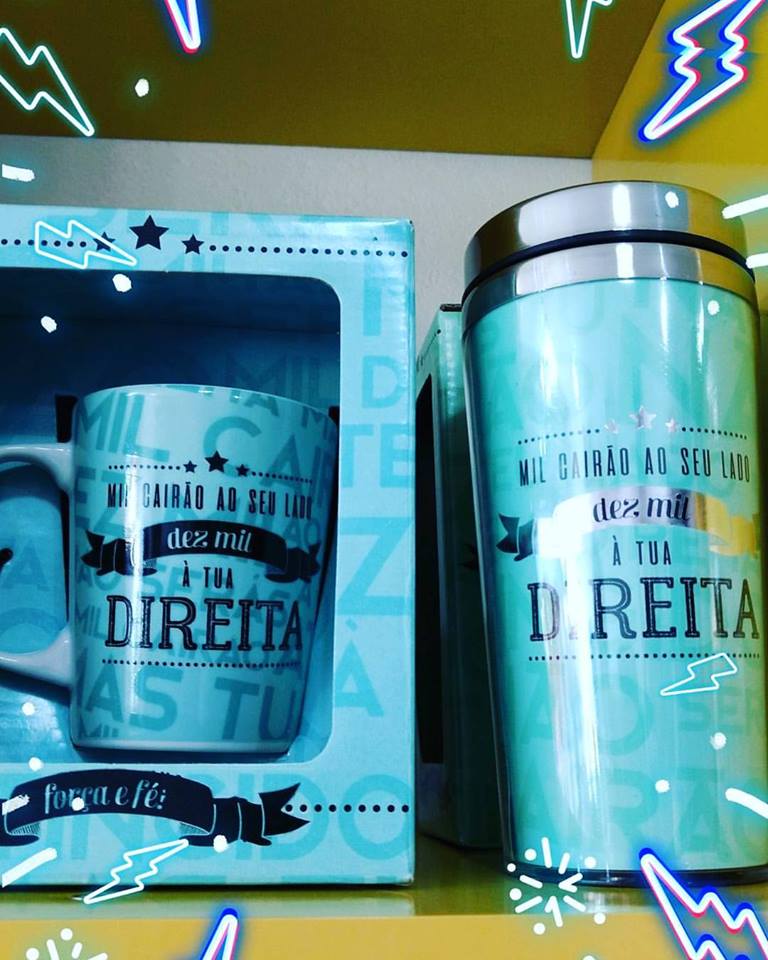 MIL CAIRÃO AO SEU LADO
dez mil
À TUA
DIREITA
força e fé!
MIL CAIRÃO AO SEU LADO
dez mil
À TUA
DIREITA